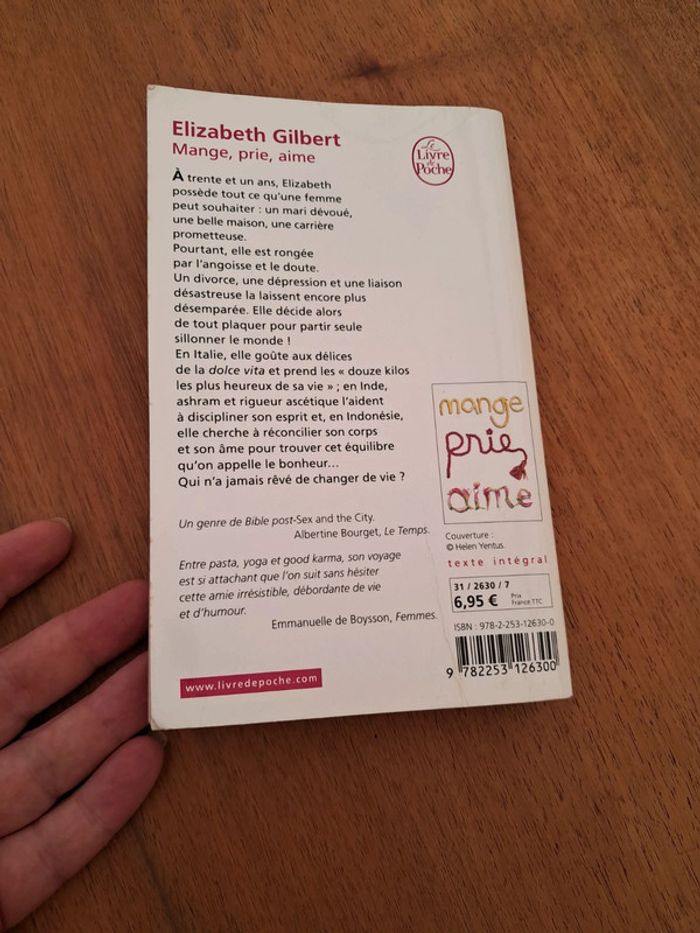 Elizabeth Gilbert
Mange, prie, aime
Le
Livre
de
Poche
À trente et un ans, Elizabeth
possède tout ce qu'une femme
peut souhaiter : un mari dévoué,
une belle maison, une carrière
prometteuse.
Pourtant, elle est rongée
par l'angoisse et le doute.
Un divorce, une dépression et une liaison
désastreuse la laissent encore plus
désemparée. Elle décide alors
de tout plaquer pour partir seule
sillonner le monde !
En Italie, elle goûte aux délices
de la dolce vita et prend les « douze kilos
les plus heureux de sa vie » ; en Inde,
ashram et rigueur ascétique l'aident
à discipliner son esprit et, en Indonésie,
elle cherche à réconcilier son corps
et son âme pour trouver cet équilibre
qu'on appelle le bonheur...
Qui n'a jamais rêvé de changer de vie ?
Un genre de Bible post-Sex and the City.
Albertine Bourget, Le Temps.
Entre pasta, yoga et good karma, son voyage
est si attachant que l'on suit sans hésiter
cette amie irrésistible, débordante de vie
et d'humour.
Emmanuelle de Boysson, Femmes.
www.livredepoche.com
mange
prie
aime
Couverture :
© Helen Yentus.
texte intégral
31 / 2630 / 7
6,95 €
Prix
France TTC
ISBN : 978-2-253-12630-0
9 782253 126300